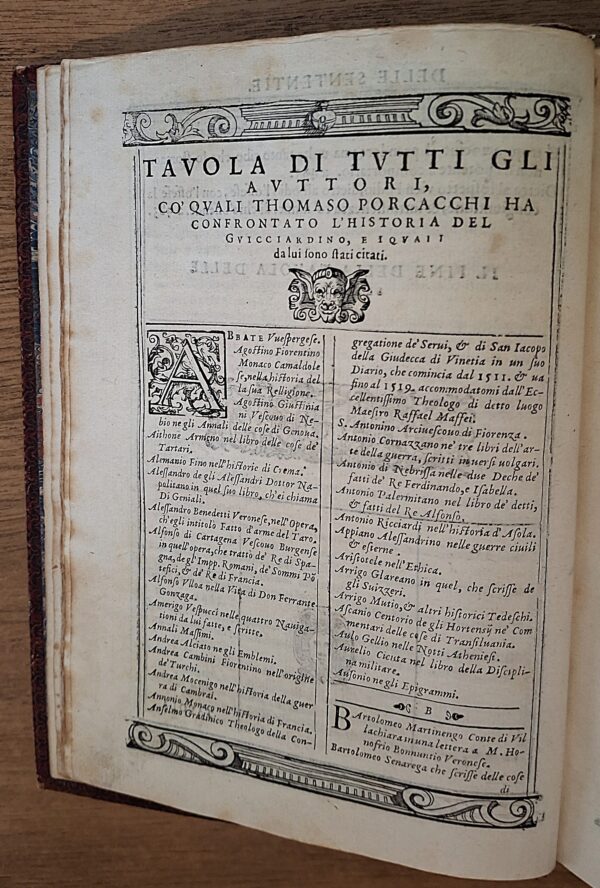 TAVOLA DI TVTTI GLI
AVTTORI,
CO' QVALI THOMASO PORCACCHI HA
CONFRONTATO L'HISTORIA DEL
GVICCIARDINO, E I QVALI
da lui sono stati citati.
ABBATE Vuespergese.
Agostino Fiorentino
Monaco Camaldole
se, nella historia del
la sua Relligione.
Agostino Giustinia
ni Vescouo di Ne-
bio ne gli Annali delle cose di Genoua.
Aithone Armeno nel libro delle cose de'
Tartari.
Alemanio Fino nell'historie di Crema.
Alessandro de gli Alessandri Dottor Na-
politano in quel suo libro, ch'ei chiama
Di Geniali.
Alessandro Benedetti Veronese, nell'Opera,
ch'egli intitolò Fatto d'arme del Taro.
Alfonso di Cartagena Vescouo Burgense
in quell'opera, che trattò de' Re di Spa-
gna, de gl'Impp. Romani, de' Sommi Põ
tefici, & de' Re di Francia.
Alfonso Vlloa nella Vita di Don Ferrante
Gonzaga.
Amerigo Vespucci nelle quattro Nauiga-
tioni da lui fatte, e scritte.
Annali Massimi.
Andrea Alciato ne gli Emblemi.
Andrea Cambini Fiorentino nell'origine
de' Turchi.
Andrea Mocenigo nell'historia della guer
ra di Cambrai.
Antonio Monaco nell'historia di Francia.
Anselmo Gradinico Theologo della Con-
gregatione de' Serui, & di San Iacopo
della Giudecca di Vinetia in un suo
Diario, che comincia dal 1511. & ua
fino al 1519. accommodatomi dall'Ec-
cellentissimo Theologo di detto luogo
Maestro Raffael Maffei.
S. Antonino Arciuescouo di Fiorenza.
Antonio Cornazzano ne' tre libri dell'ar-
te della guerra, scritti in uersi uolgari.
Antonio di Nebrissa nelle due Deche de'
fatti de' Re Ferdinando, e Isabella.
Antonio Palermitano nel libro de' detti,
& fatti del Re Alfonso.
Antonio Ricciardi nell'historia d'Asola.
Appiano Alessandrino nelle guerre ciuili
& esterne.
Aristotele nell'Ethica.
Arrigo Glareano in quel, che scrisse de
gli Suizzeri.
Arrigo Mutio, & altri historici Tedeschi.
Ascanio Centorio de gli Hortensij ne' Com
mentari delle cose di Transiluania.
Aulo Gellio nelle Notti Atheniesi.
Aurelio Cicuta nel libro della Discipli-
na militare.
Ausonio ne gli Epigrammi.
B
Bartolomeo Martinengo Conte di Vil
lachiara in una lettera a M. Ho-
nofrio Bonnuntio Veronese.
Bartolomeo Senarega che scrisse delle cose
di